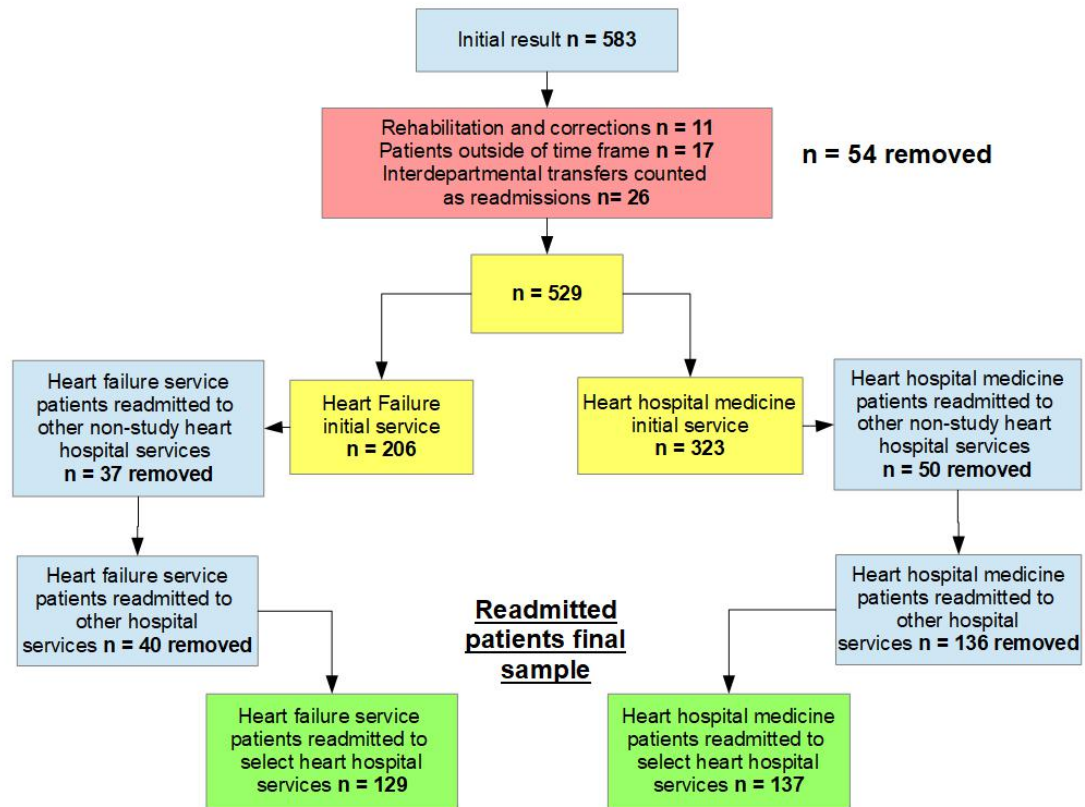 Initial result n = 583
Rehabilitation and corrections n = 11
Patients outside of time frame n = 17
Interdepartmental transfers counted
as readmissions n= 26
n = 54 removed
n = 529
Heart failure service
patients readmitted to
other non-study heart
hospital services
n = 37 removed
Heart Failure
initial service
n = 206
Heart hospital medicine
initial service
n = 323
Heart hospital medicine
patients readmitted to
other non-study heart
hospital services
n = 50 removed
Heart failure service
patients readmitted to
other hospital
services n = 40 removed
Heart hospital medicine
patients readmitted to
other hospital
services n = 136 removed
Readmitted
patients final
sample
Heart failure service
patients readmitted to
select heart hospital
services n = 129
Heart hospital medicine
patients readmitted to
select heart hospital
services n = 137